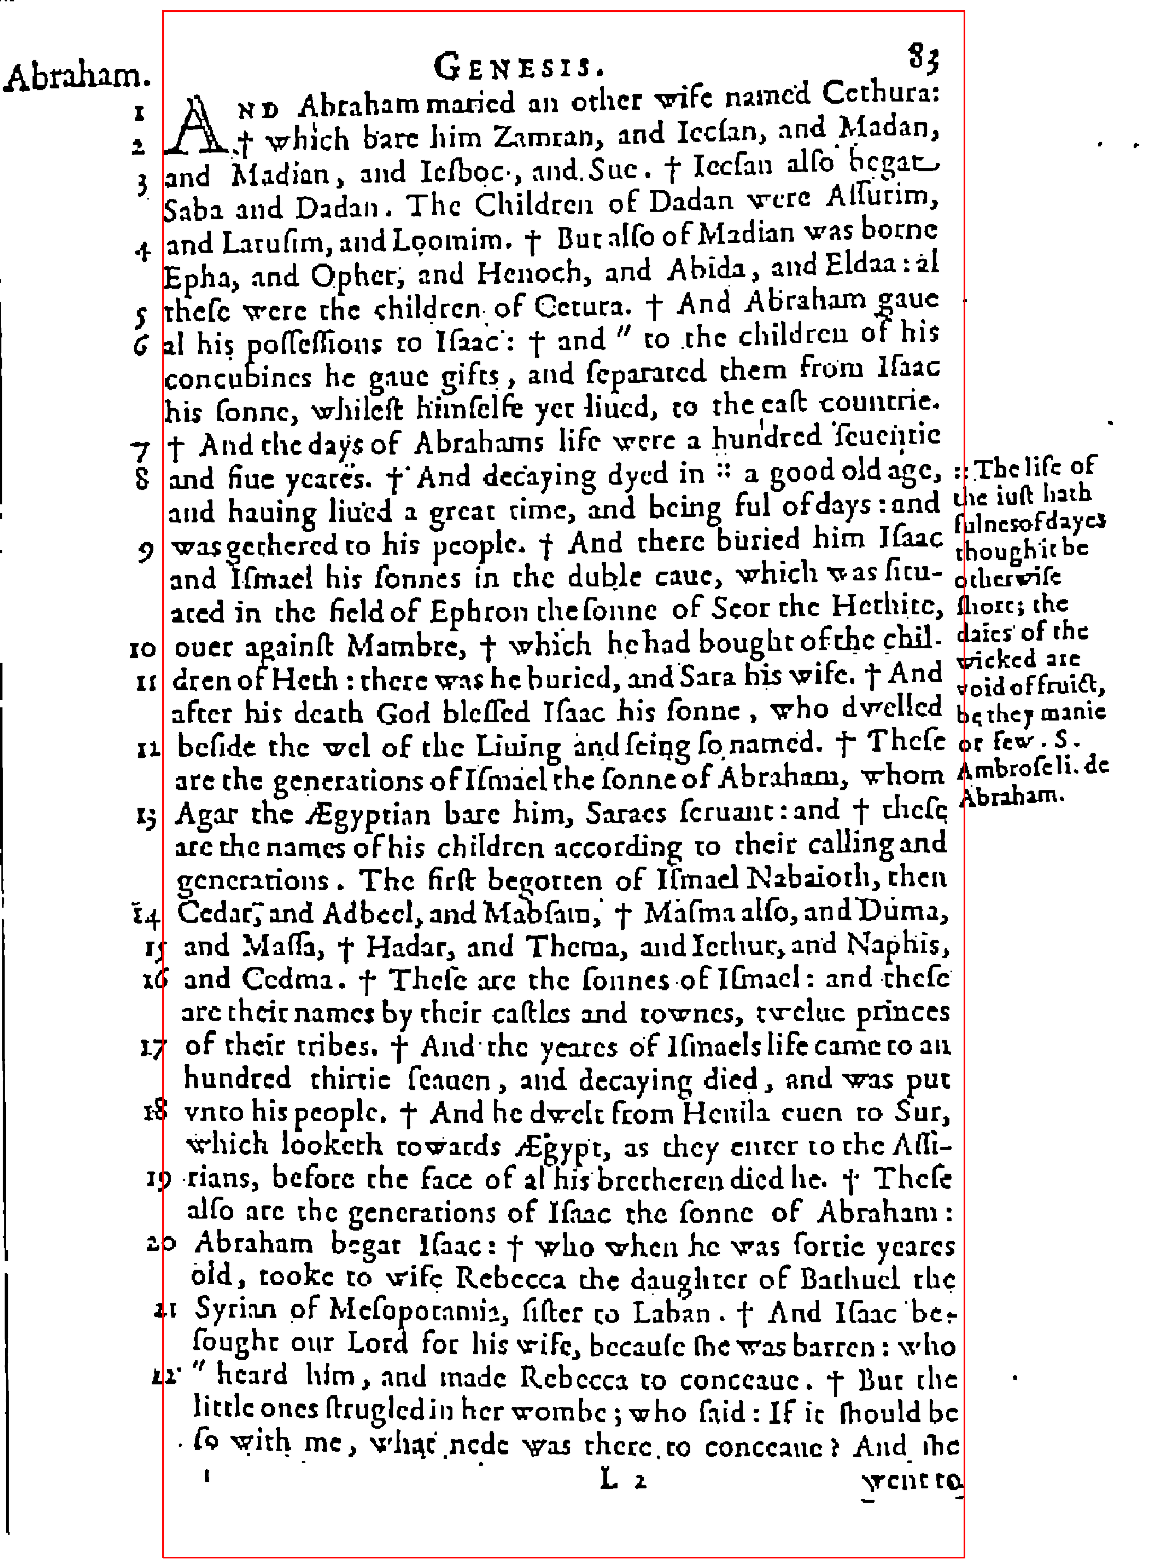 Abraham.
GENESIS.
83
1 AND Abraham maried an other wife named Cethura:
2 † which bare him Zamran, and Iecſan, and Madan,
3 and Madian, and Ieſboc, and Sue. † Iecſan alſo begat
Saba and Dadan. The Children of Dadan were Aſſurim,
4 and Latuſim, and Loomim. † But alſo of Madian was borne
Epha, and Opher, and Henoch, and Abida, and Eldaa: al
5 theſe were the children of Cetura. † And Abraham gaue
6 al his poſſeſſions to Iſaac: † and " to the children of his
concubines he gaue gifts, and ſeparated them from Iſaac
his ſonne, whileſt himſelfe yet liued, to the eaſt countrie.
7 † And the days of Abrahams life were a hundred ſeuentie
8 and fiue yeares. † And decaying dyed in :: a good old age,
and hauing liued a great time, and being ful of days: and
9 was gethered to his people. † And there buried him Iſaac
and Iſmael his ſonnes in the duble caue, which was ſitu-
ated in the field of Ephron the ſonne of Seor the Hethite,
10 ouer againſt Mambre, † which he had bought of the chil-
11 dren of Heth: there was he buried, and Sara his wife. † And
after his death God bleſſed Iſaac his ſonne, who dwelled
12 beſide the wel of the Liuing and ſeing ſo named. † Theſe
are the generations of Iſmael the ſonne of Abraham, whom
13 Agar the Ægyptian bare him, Saraes ſeruant: and † theſe
are the names of his children according to their calling and
generations. The firſt begotten of Iſmael Nabaioth, then
14 Cedar, and Adbeel, and Mabſam, † Maſma alſo, and Duma,
15 and Maſſa, † Hadar, and Thema, and Iethur, and Naphis,
16 and Cedma. † Theſe are the ſonnes of Iſmael: and theſe
are their names by their caſtles and townes, twelue princes
17 of their tribes. † And the yeares of Iſmaels life came to an
hundred thirtie ſeauen, and decaying died, and was put
18 vnto his people. † And he dwelt from Heuila euen to Sur,
which looketh towards Ægypt, as they enter to the Aſſi-
19 rians, before the face of al his bretheren died he. † Theſe
alſo are the generations of Iſaac the ſonne of Abraham:
20 Abraham begat Iſaac: † who when he was fortie yeares
old, tooke to wife Rebecca the daughter of Bathuel the
21 Syrian of Meſopotamia, ſiſter to Laban. † And Iſaac be-
ſought our Lord for his wife, becauſe ſhe was barren: who
22 " heard him, and made Rebecca to conceaue. † But the
little ones ſtrugled in her wombe; who ſaid: If it ſhould be
ſo with me, what nede was there to conceaue? And ſhe
L 2
went to
:: The life of
the iuſt hath
fulnes of dayes
though it be
otherwiſe
ſhort; the
daies of the
wicked are
void of fruict,
be they manie
or few. S.
Ambroſe li. de
Abraham.